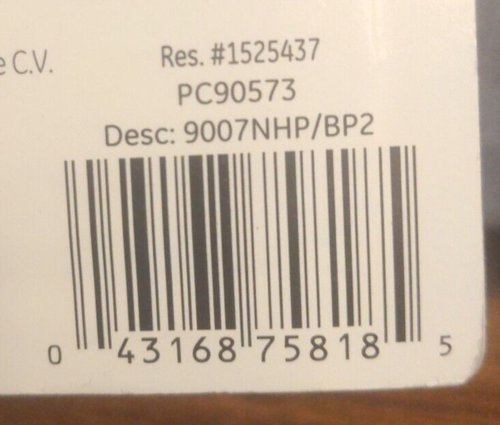 e C.V.
Res. #1525437
PC90573
Desc: 9007NHP/BP2
0 43168 75818 5